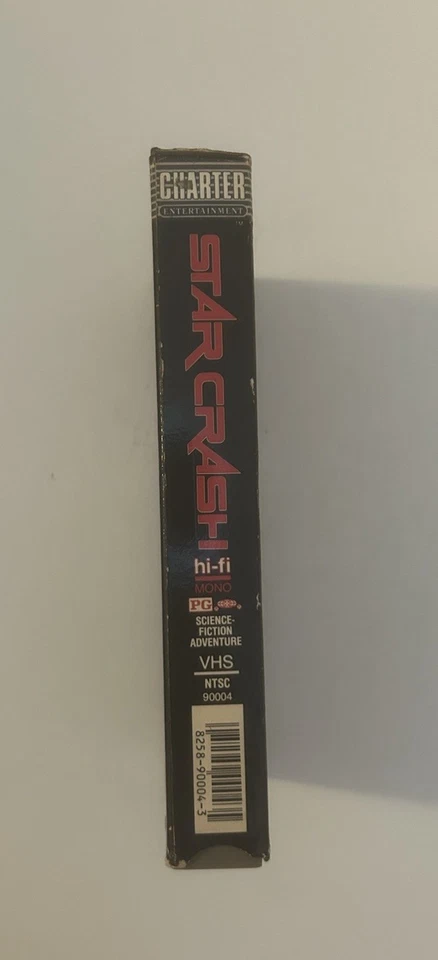 CHARTER
ENTERTAINMENT
TM
STAR CRASH
hi-fi
MONO
PG
SCIENCE-
FICTION
ADVENTURE
VHS
NTSC
90004
8258-90004-3